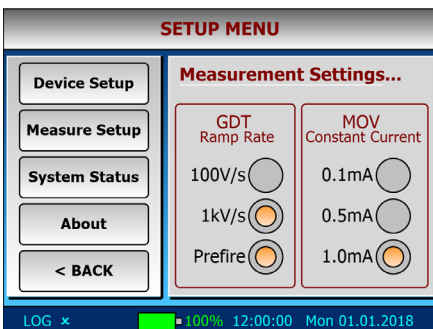 SETUP MENU
Device Setup
Measure Setup
System Status
About
< BACK
Measurement Settings...
GDT
Ramp Rate
100V/s
1kV/s
Prefire
MOV
Constant Current
0.1mA
0.5mA
1.0mA
LOG × 100% 12:00:00 Mon 01.01.2018